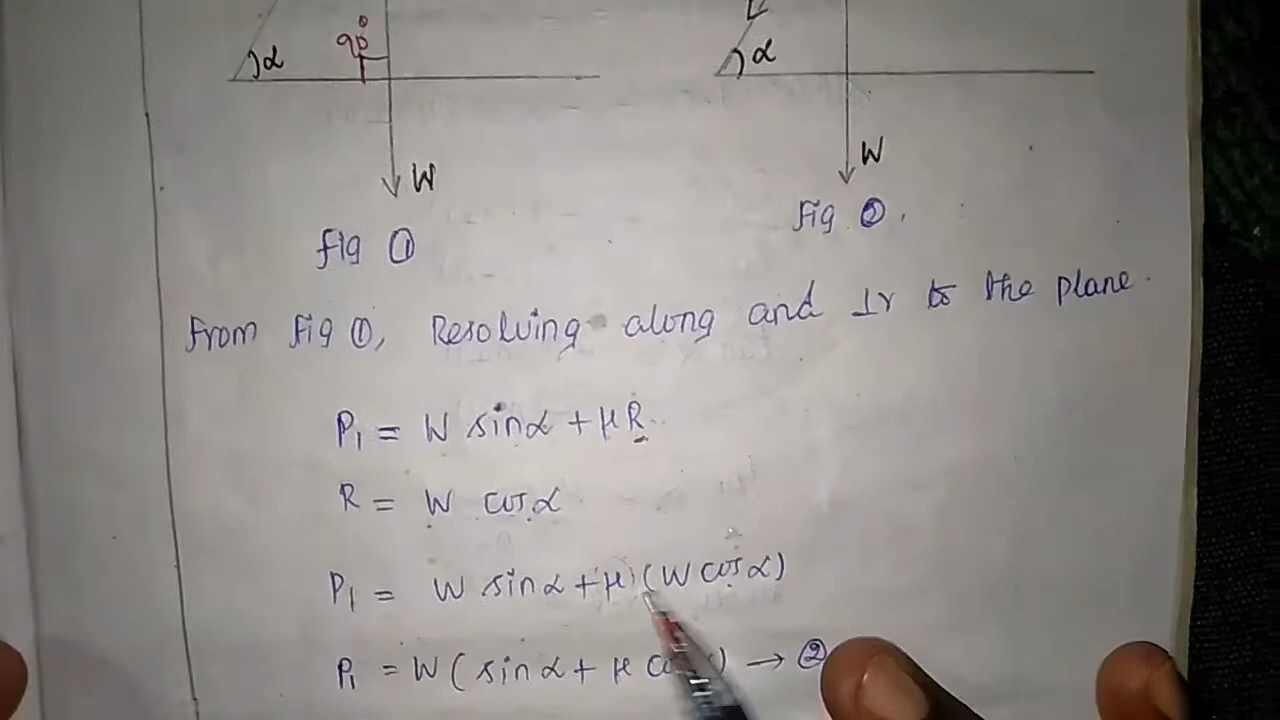 α 90° α
W W
fig ① Fig ②.
From Fig ①, Resolving along and ⊥r to the plane.
P₁ = W sinα + μR
R = W cosα
P₁ = W sinα + μ (W cosα)
P₁ = W ( sinα + μ ) → ②